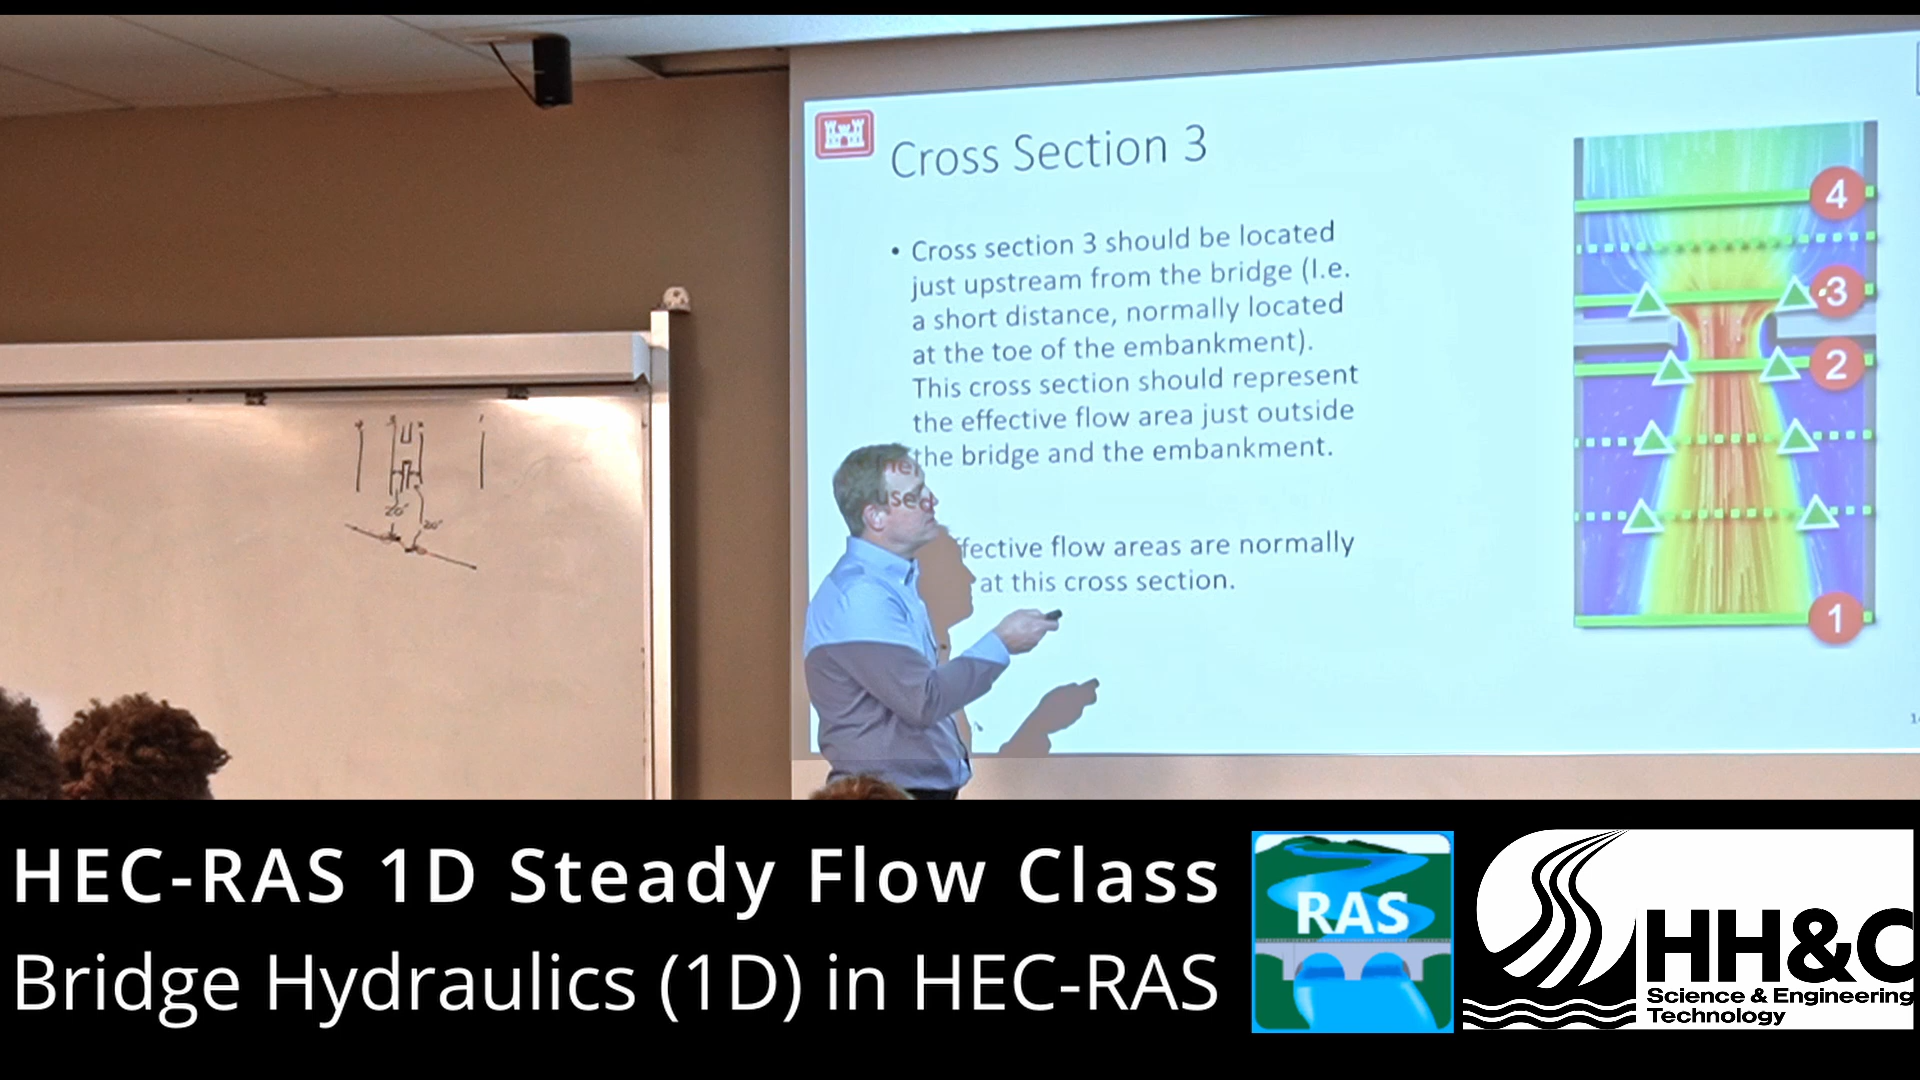 Cross Section 3
• Cross section 3 should be located
just upstream from the bridge (I.e.
a short distance, normally located
at the toe of the embankment).
This cross section should represent
the effective flow area just outside
the bridge and the embankment.
used
flow areas are normally
at this cross section.
4
3
2
1
20'
20'
HEC-RAS 1D Steady Flow Class
Bridge Hydraulics (1D) in HEC-RAS
RAS
HH&C
Science & Engineering
Technology